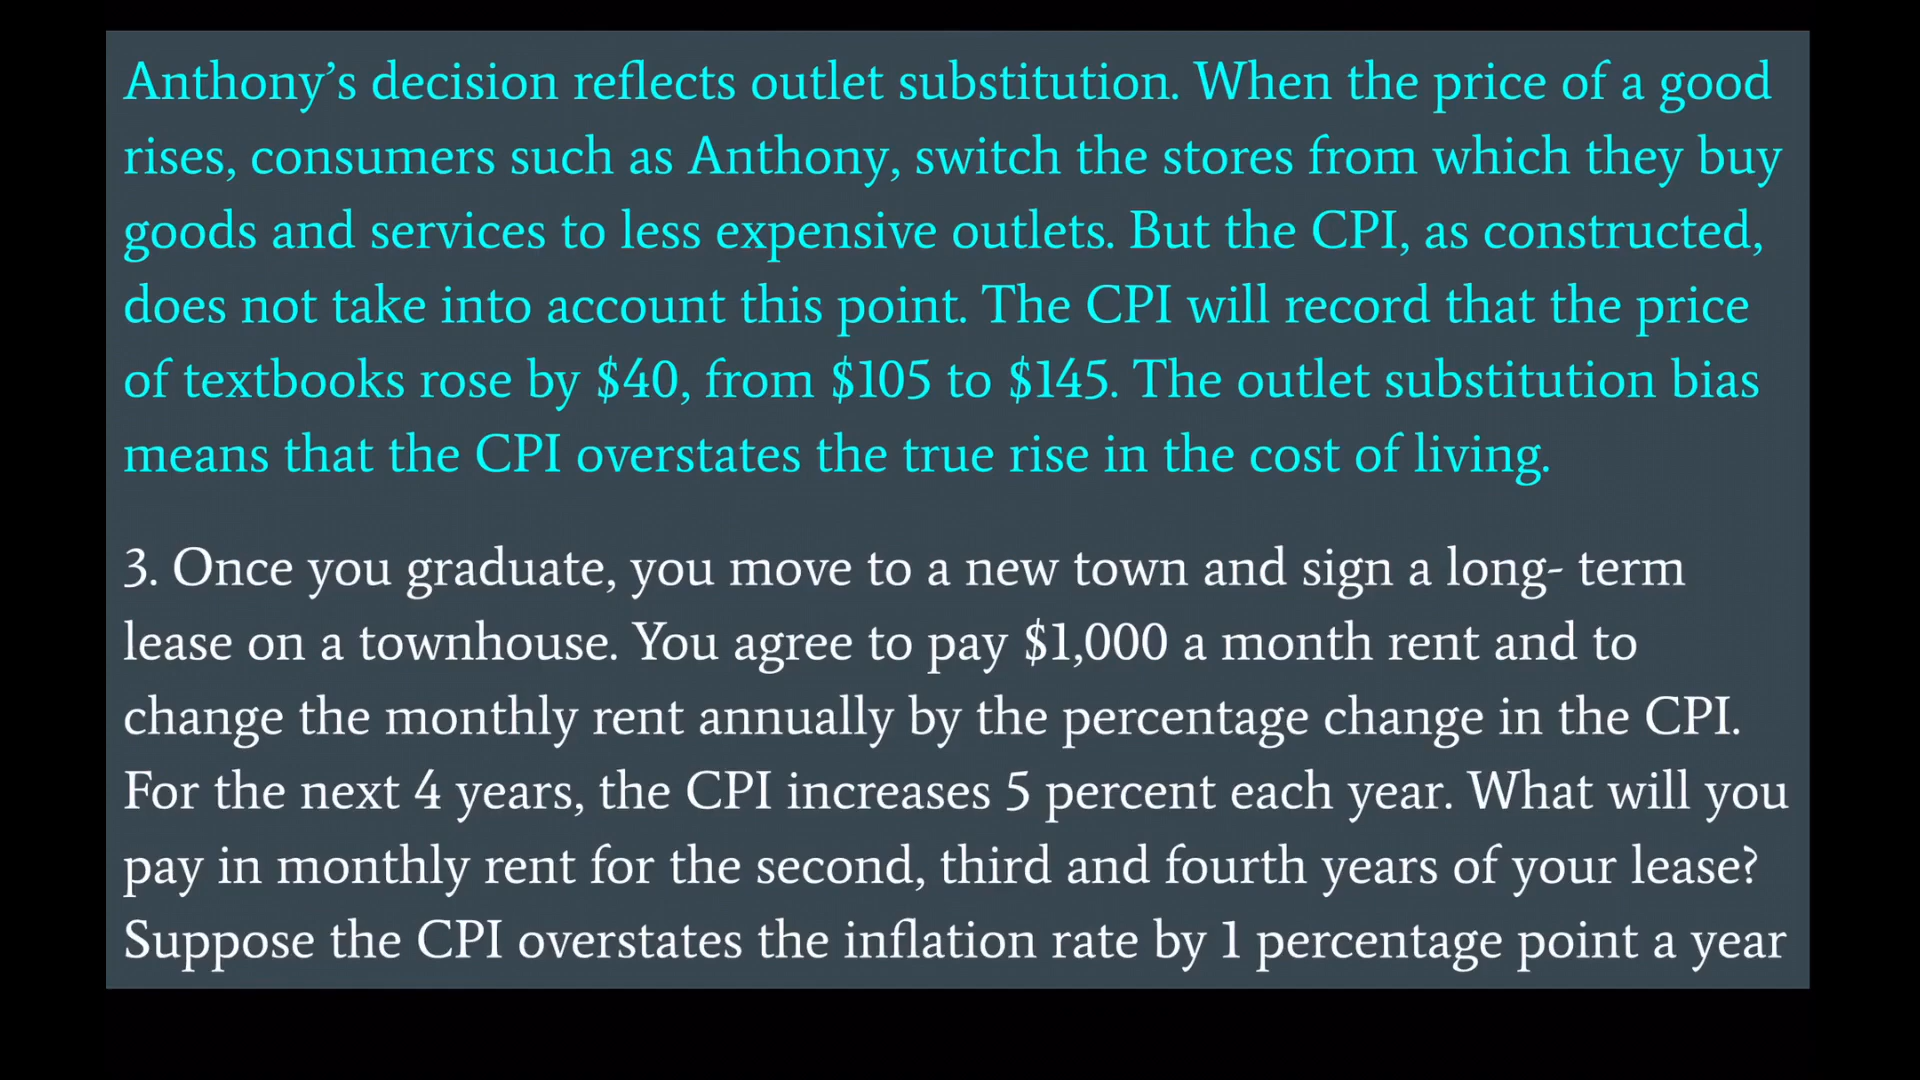 Anthony’s decision reflects outlet substitution. When the price of a good
rises, consumers such as Anthony, switch the stores from which they buy
goods and services to less expensive outlets. But the CPI, as constructed,
does not take into account this point. The CPI will record that the price
of textbooks rose by $40, from $105 to $145. The outlet substitution bias
means that the CPI overstates the true rise in the cost of living.
3. Once you graduate, you move to a new town and sign a long- term
lease on a townhouse. You agree to pay $1,000 a month rent and to
change the monthly rent annually by the percentage change in the CPI.
For the next 4 years, the CPI increases 5 percent each year. What will you
pay in monthly rent for the second, third and fourth years of your lease?
Suppose the CPI overstates the inflation rate by 1 percentage point a year